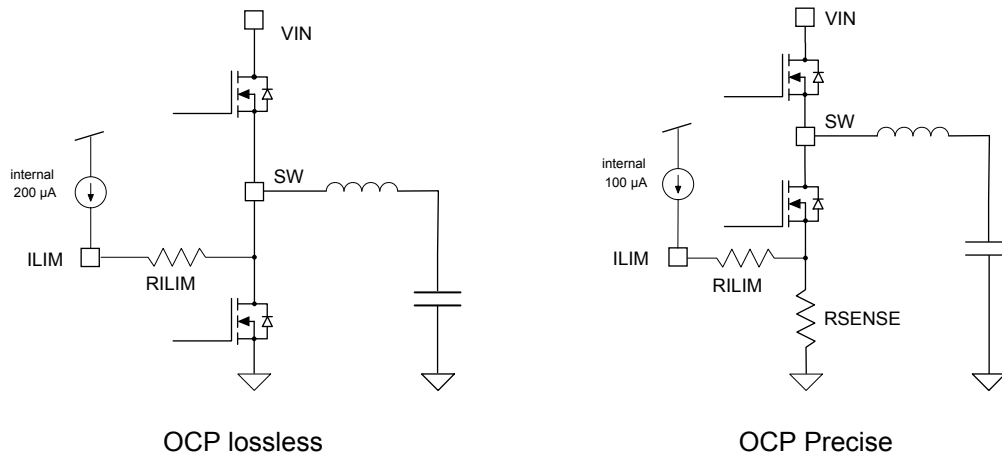 VIN
SW
internal
200 µA
ILIM
RILIM
OCP lossless
VIN
SW
internal
100 µA
ILIM
RILIM
RSENSE
OCP Precise